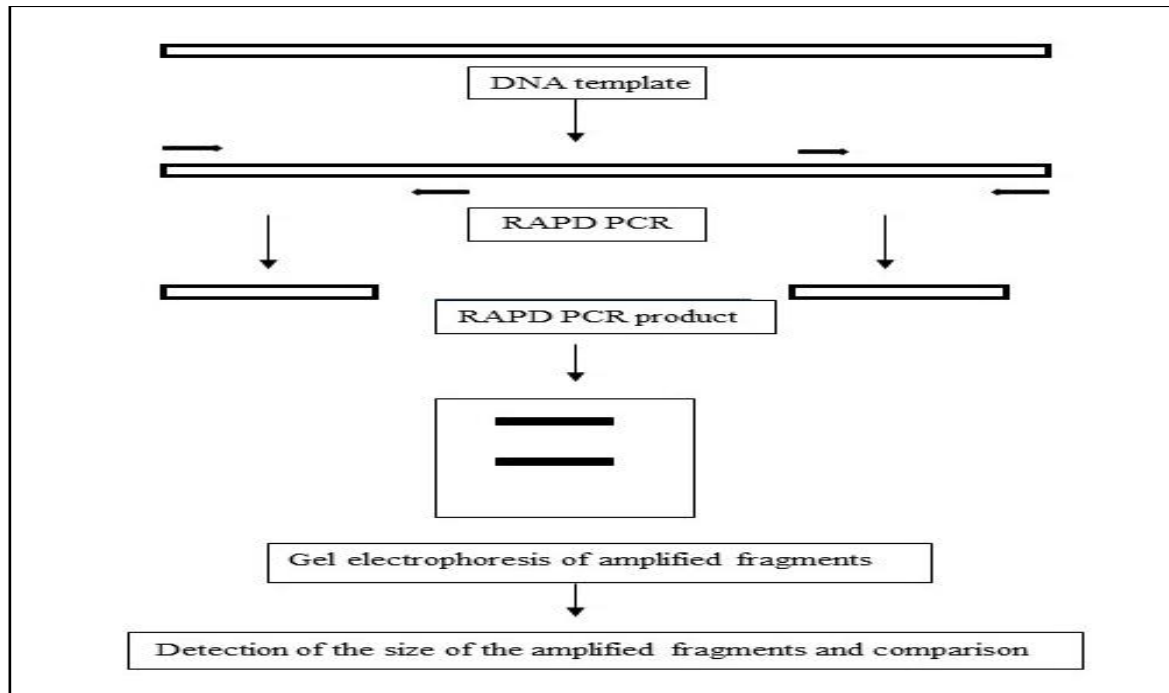 DNA template
RAPD PCR
RAPD PCR product
Gel electrophoresis of amplified fragments
Detection of the size of the amplified fragments and comparison